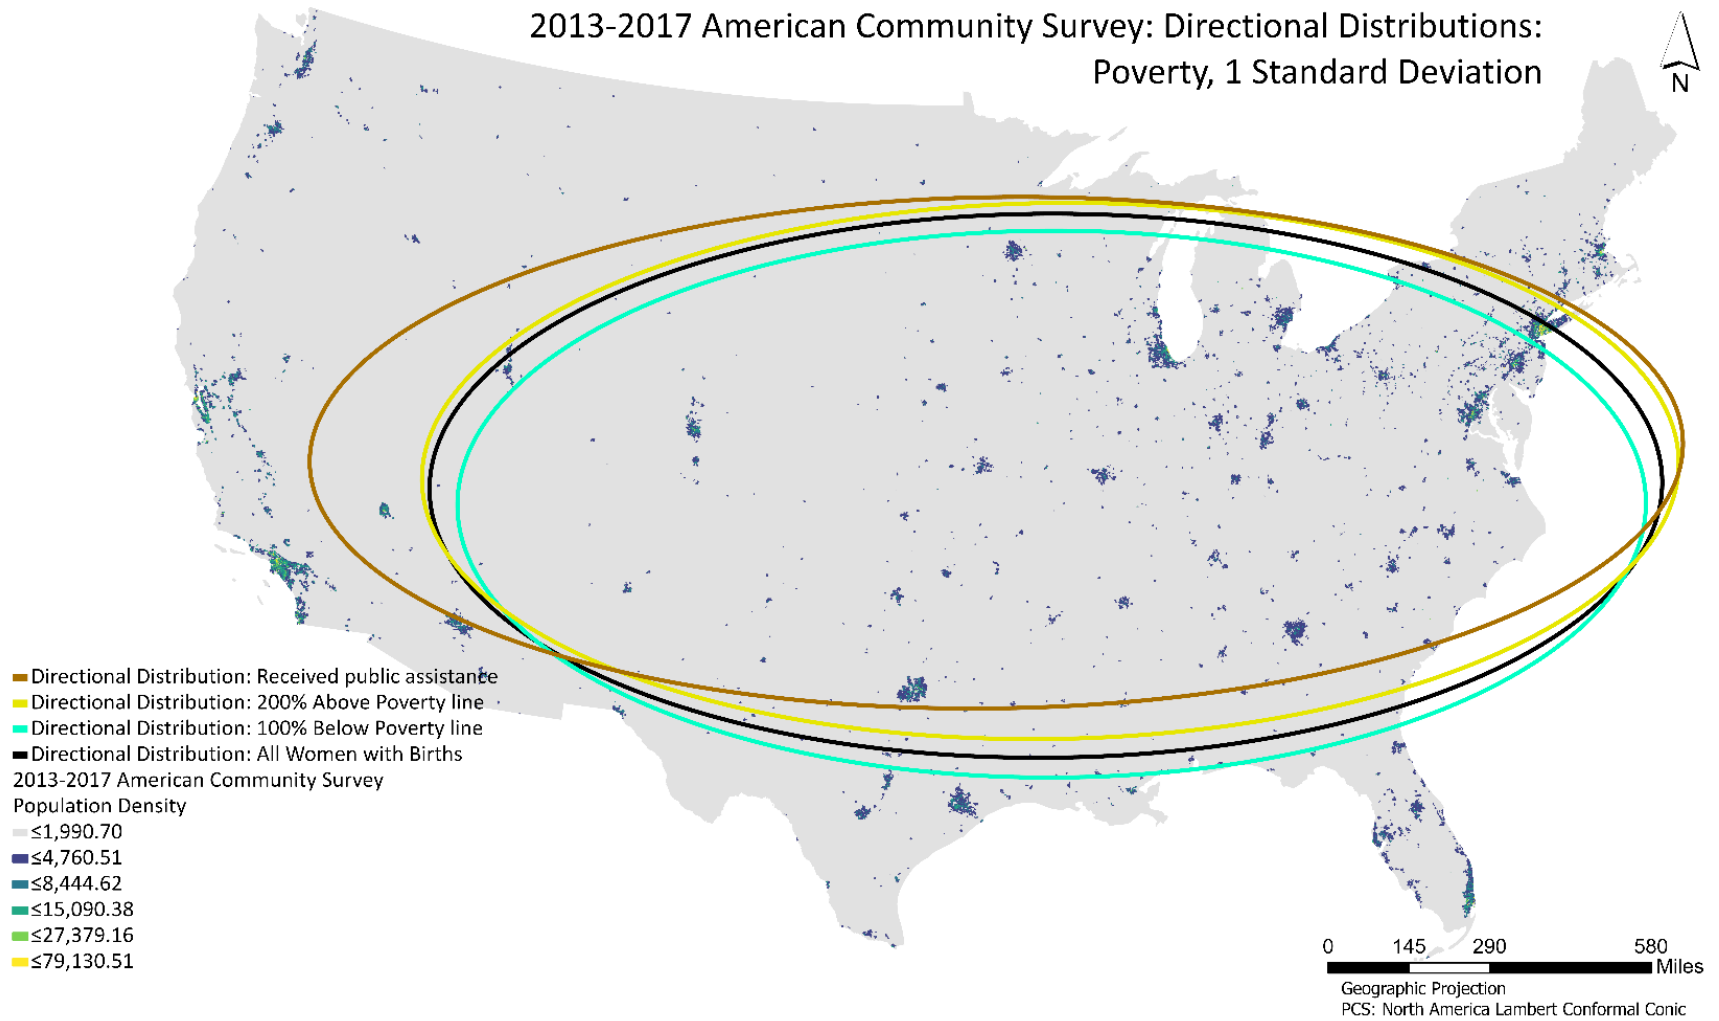 2013-2017 American Community Survey: Directional Distributions:
Poverty, 1 Standard Deviation
N
Directional Distribution: Received public assistance
Directional Distribution: 200% Above Poverty line
Directional Distribution: 100% Below Poverty line
Directional Distribution: All Women with Births
2013-2017 American Community Survey
Population Density
≤1,990.70
≤4,760.51
≤8,444.62
≤15,090.38
≤27,379.16
≤79,130.51
0 145 290 580
Miles
Geographic Projection
PCS: North America Lambert Conformal Conic